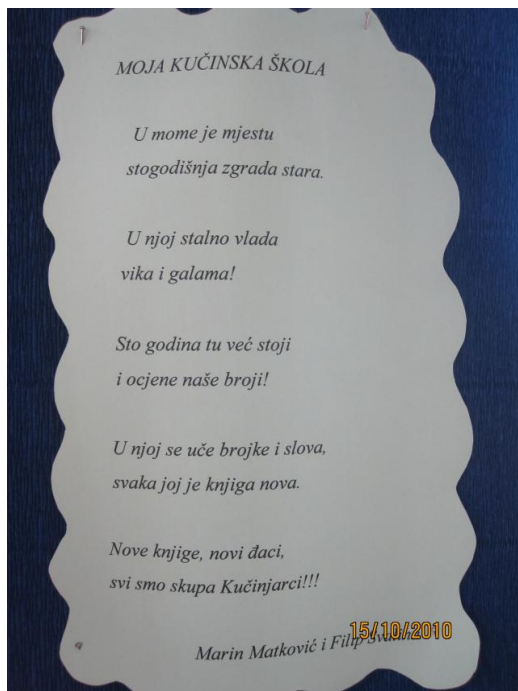 MOJA KUČINSKA ŠKOLA
U mome je mjestu
stogodišnja zgrada stara.
U njoj stalno vlada
vika i galama!
Sto godina tu već stoji
i ocjene naše broji!
U njoj se uče brojke i slova,
svaka joj je knjiga nova.
Nove knjige, novi đaci,
svi smo skupa Kučinjarci!!!
Marin Matković i Filip
15/10/2010